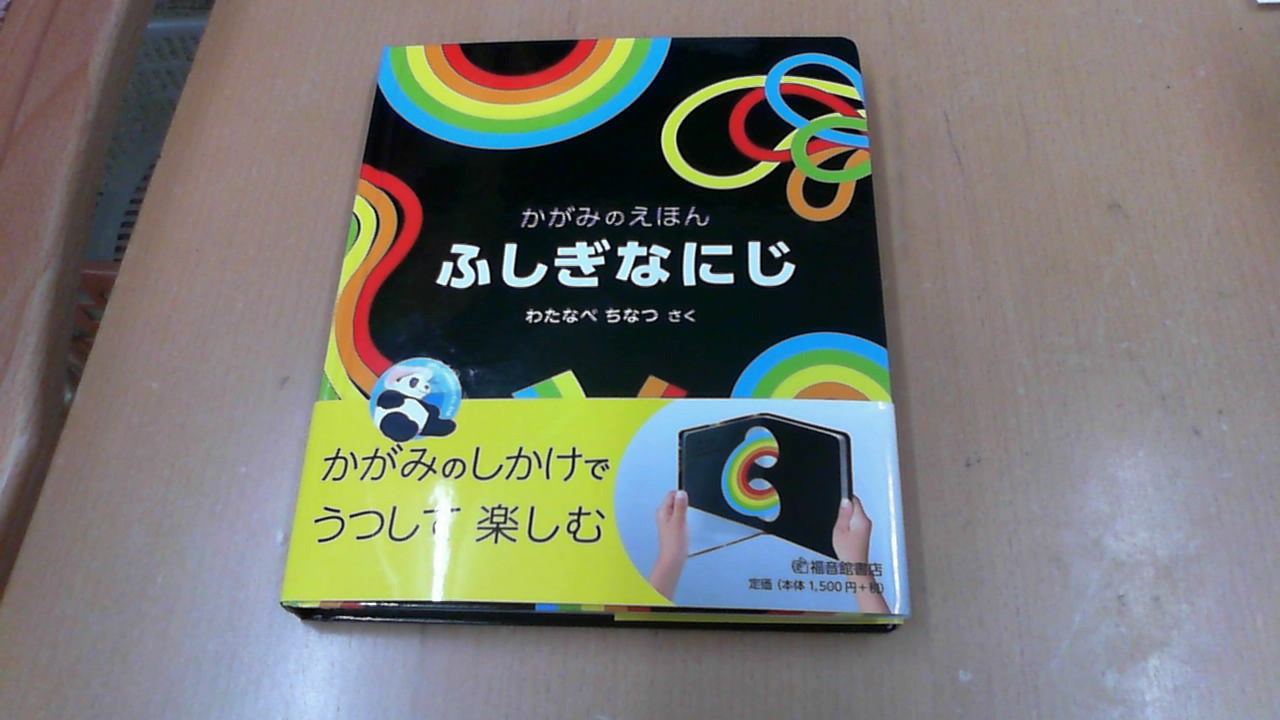 かがみのえほん
ふしぎなにじ
わたなべ ちなつ さく
かがみのしかけで
うつして 楽しむ
福音館書店
定価 (本体 1,500円+税)